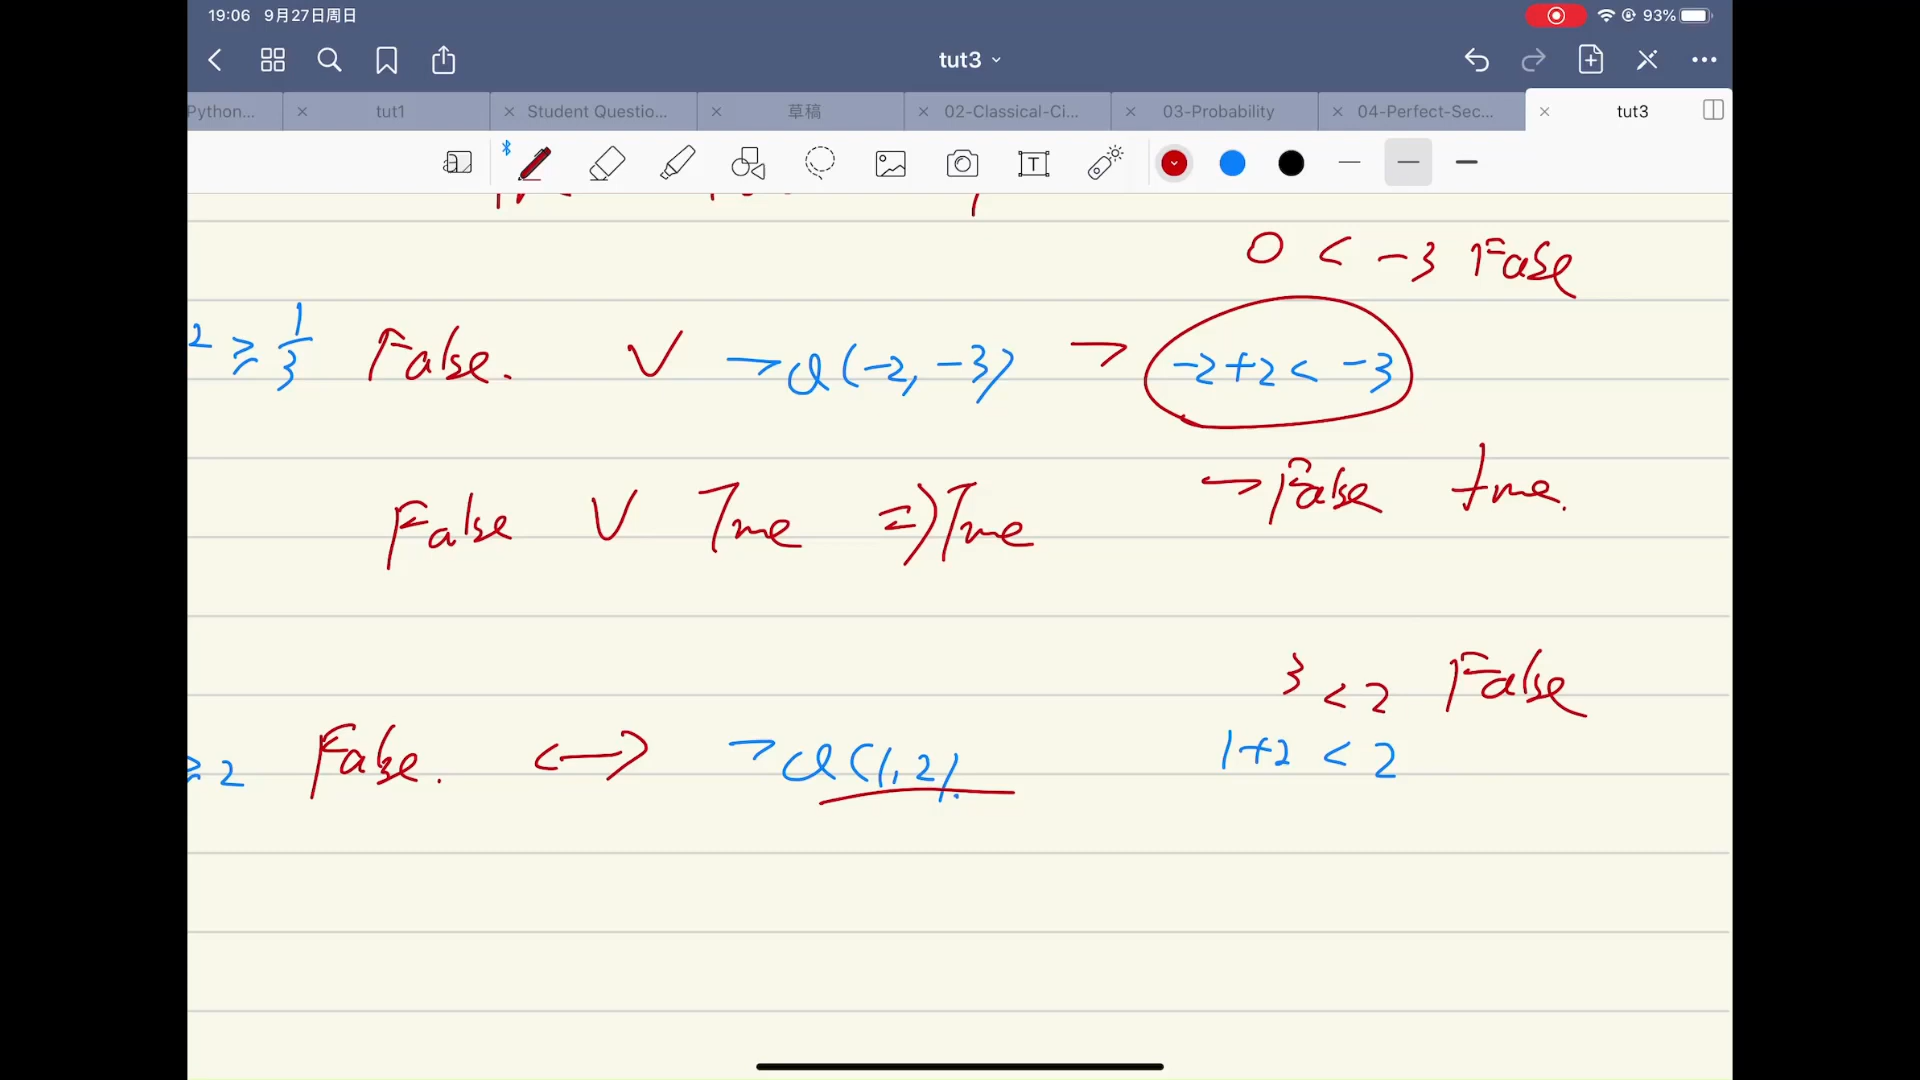 19:06 9月27日周日 93%
tut3
Python... tut1 Student Questio... 草稿 02-Classical-Ci... 03-Probability 04-Perfect-Sec... tut3
0 < -3 False
2 ≥ 1/3 False. ∨ ¬Q(-2, -3) ¬ -2+2 < -3
¬False true.
False ∨ True ⇒ True
3 < 2 False
≥ 2 False. ↔ ¬Q(1,2). 1+2 < 2